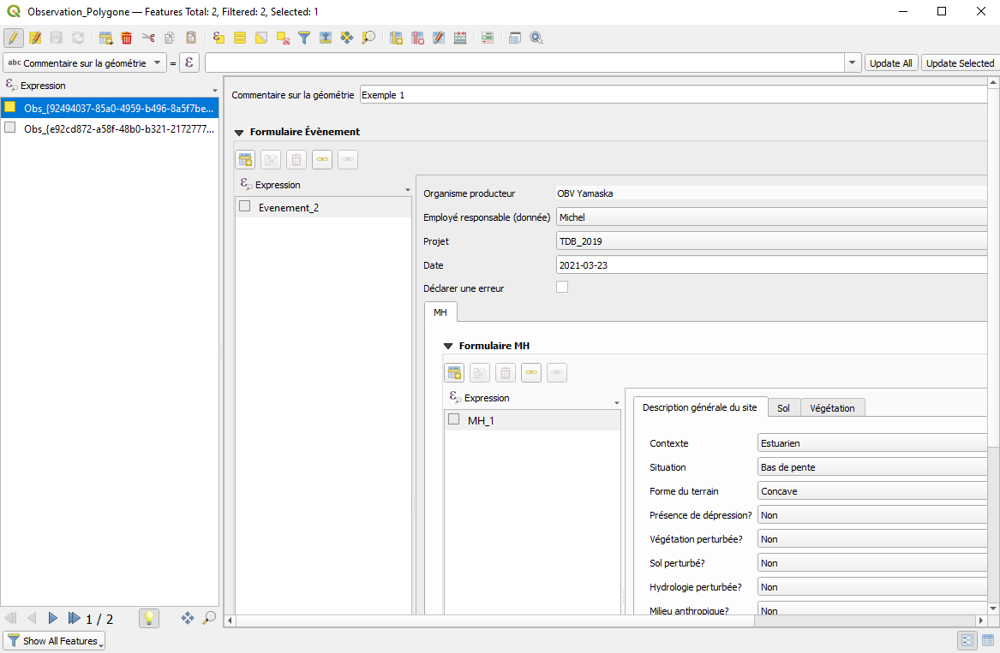 Observation_Polygone — Features Total: 2, Filtered: 2, Selected: 1
abc Commentaire sur la géométrie = ε Update All Update Selected
Expression
Obs_{92494037-85a0-4959-b496-8a5f7be...
Obs_{e92cd872-a58f-48b0-b321-2172777...
Commentaire sur la géométrie Exemple 1
Formulaire Évènement
Expression
Evenement_2
Organisme producteur OBV Yamaska
Employé responsable (donnée) Michel
Projet TDB_2019
Date 2021-03-23
Déclarer une erreur
MH
Formulaire MH
Expression
MH_1
Description générale du site Sol Végétation
Contexte Estuarien
Situation Bas de pente
Forme du terrain Concave
Présence de dépression? Non
Végétation perturbée? Non
Sol perturbé? Non
Hydrologie perturbée? Non
Milieu anthropique? Non
1 / 2
Show All Features